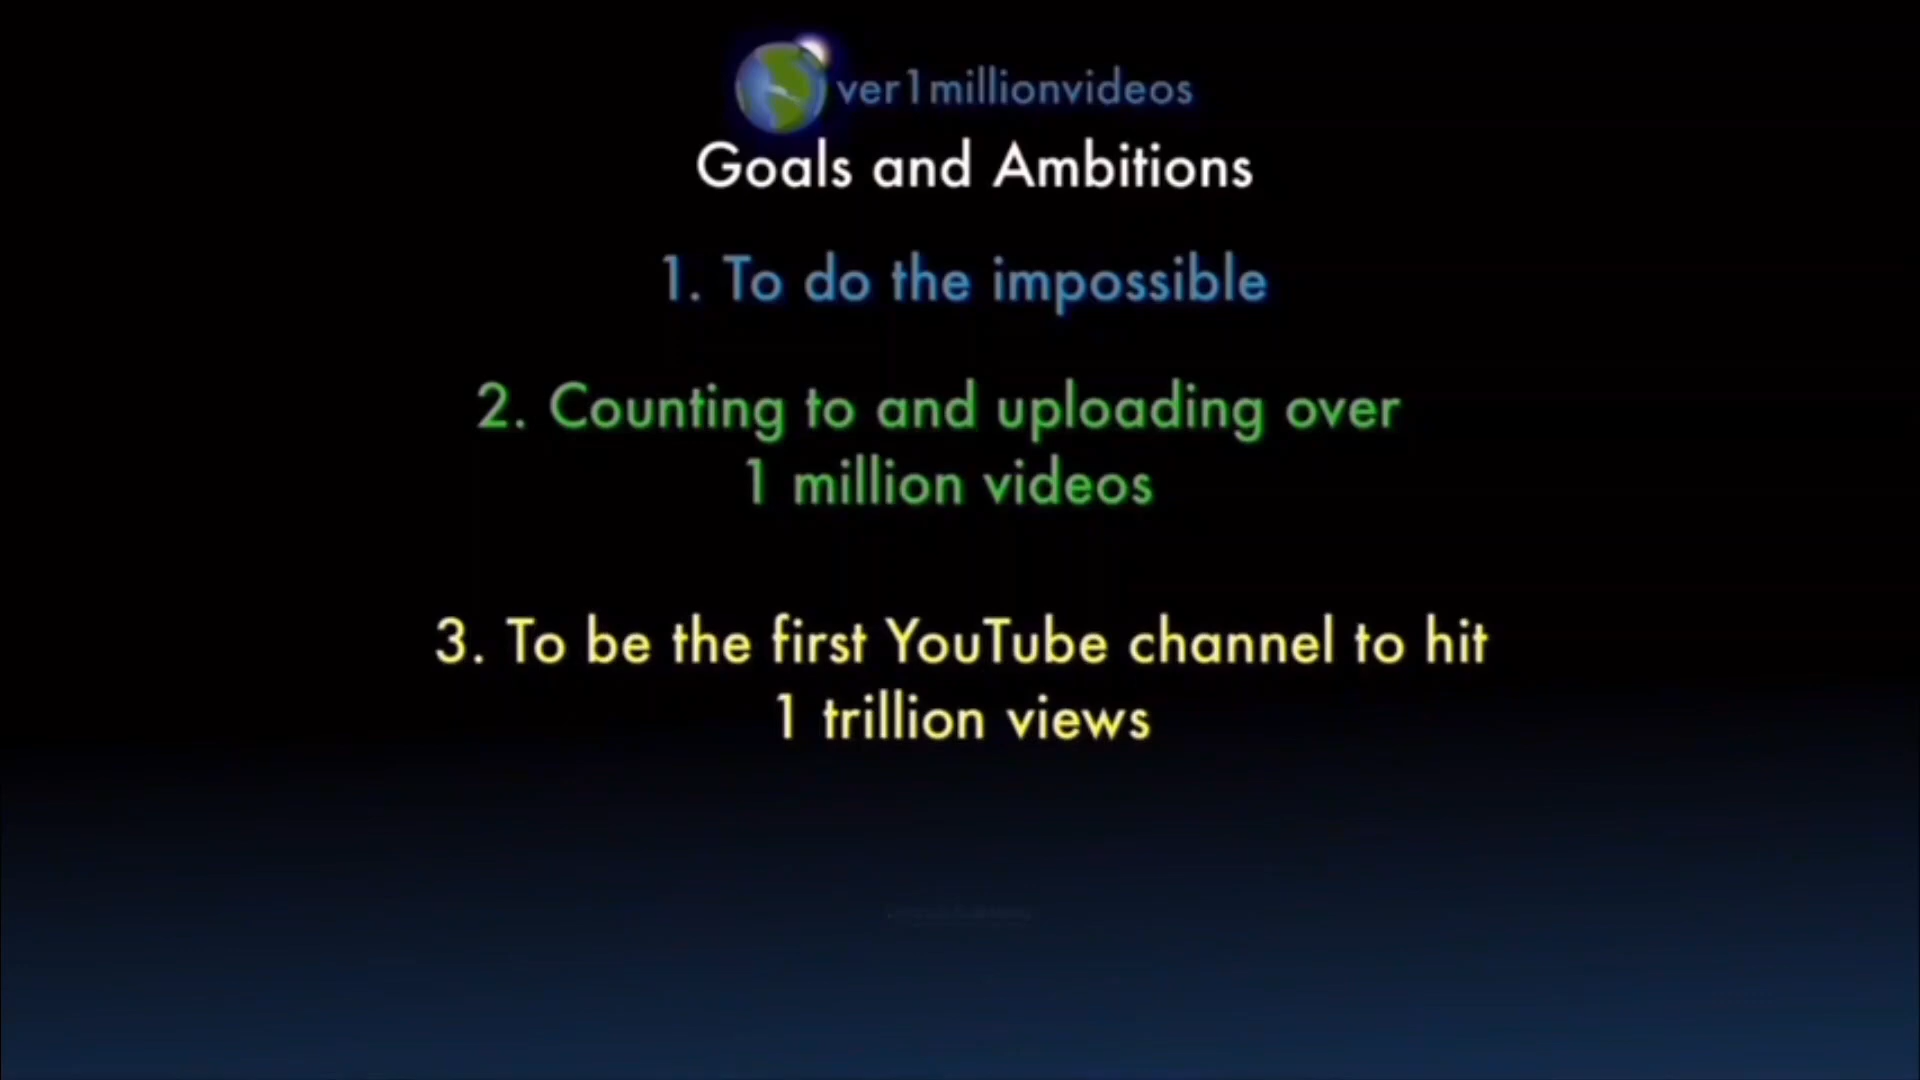 ver1millionvideos
Goals and Ambitions
1. To do the impossible
2. Counting to and uploading over
1 million videos
3. To be the first YouTube channel to hit
1 trillion views